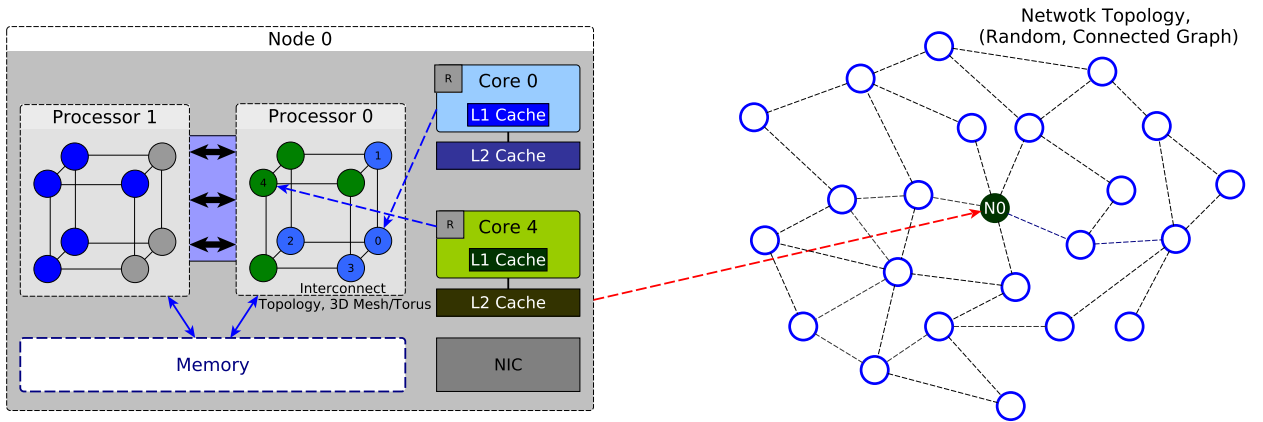 Node 0
Processor 1
Processor 0
1
4
2
0
3
Interconnect
Topology, 3D Mesh/Torus
R
Core 0
L1 Cache
L2 Cache
R
Core 4
L1 Cache
L2 Cache
Memory
NIC
Netwotk Topology,
(Random, Connected Graph)
N0